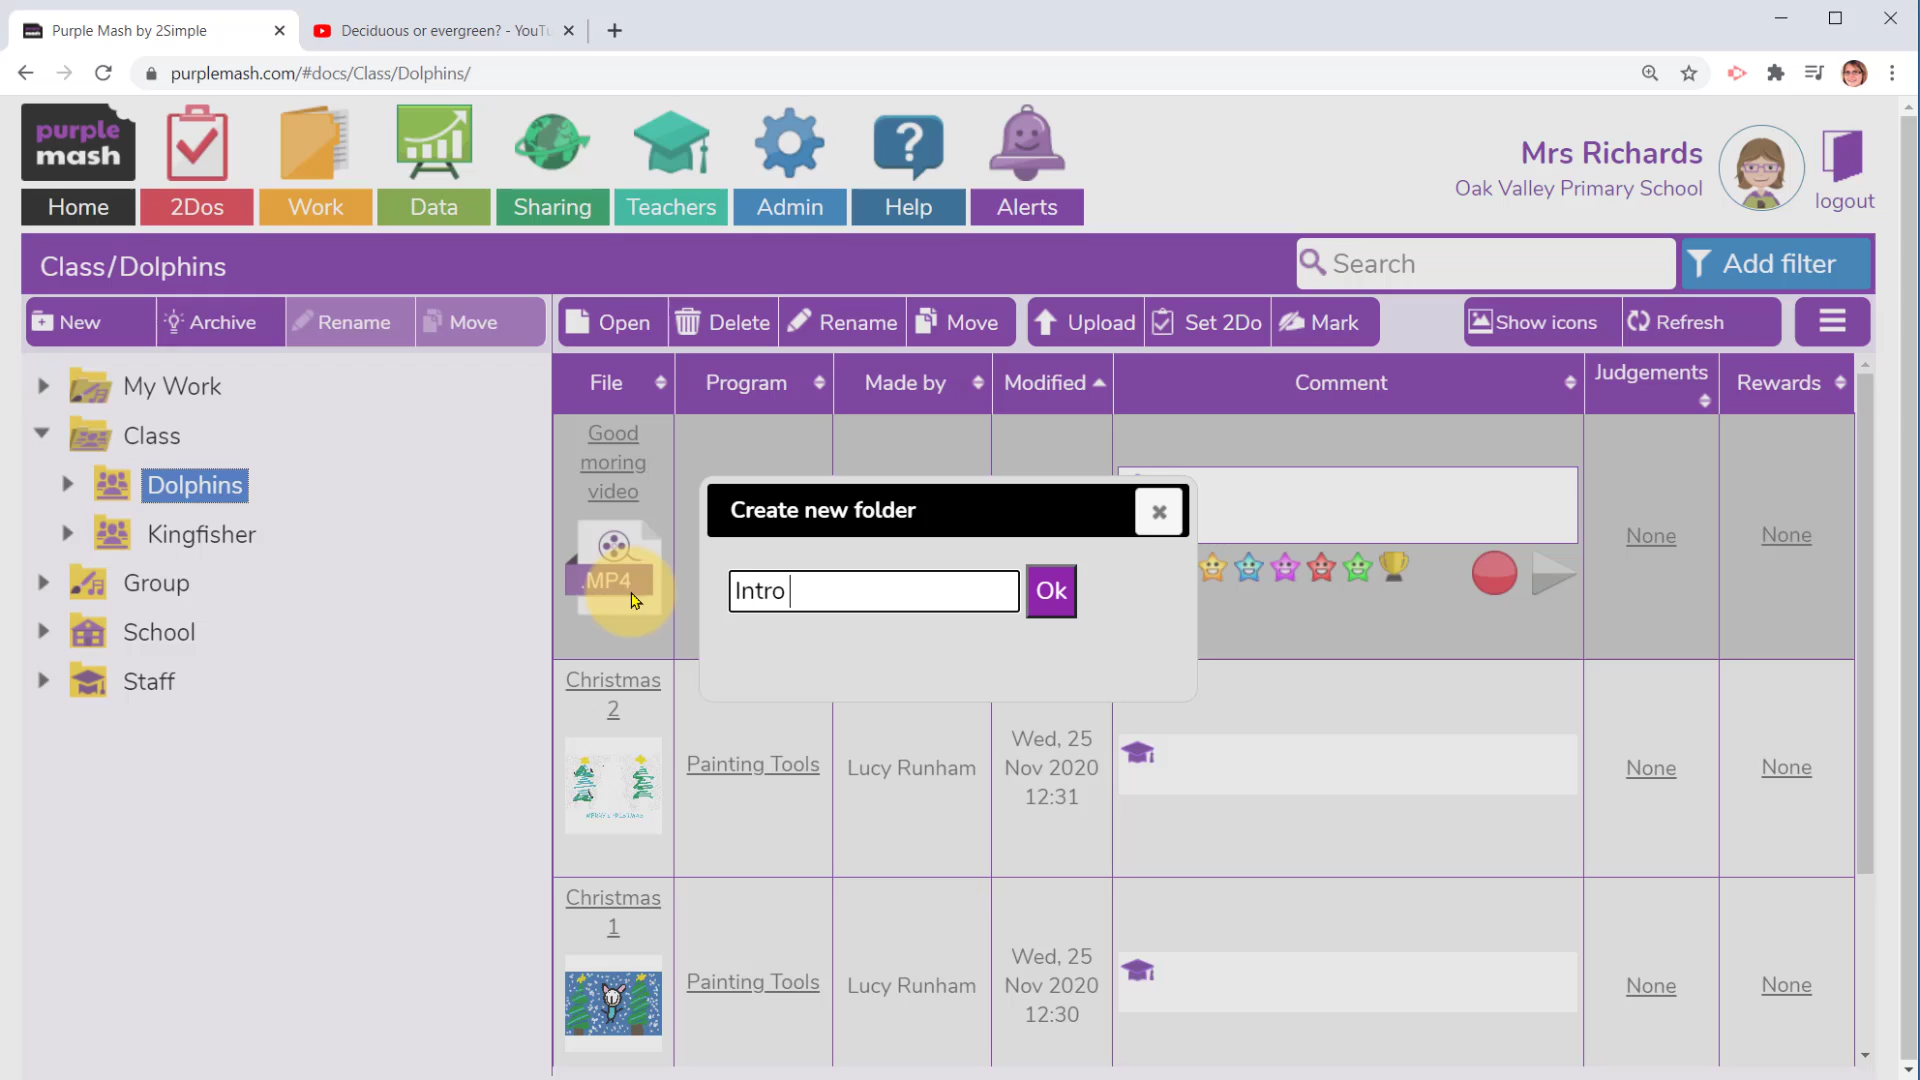 Purple Mash by 2Simple
Deciduous or evergreen? - YouTu
purplemash.com/#docs/Class/Dolphins/
purple
mash
Home
2Dos
Work
Data
Sharing
Teachers
Admin
Help
Alerts
Mrs Richards
Oak Valley Primary School
logout
Class/Dolphins
Search
Add filter
New
Archive
Rename
Move
Open
Delete
Rename
Move
Upload
Set 2Do
Mark
Show icons
Refresh
My Work
Class
Dolphins
Kingfisher
Group
School
Staff
File
Program
Made by
Modified
Comment
Judgements
Rewards
Good
moring
video
.MP4
None
None
Create new folder
Intro
Ok
Christmas
2
Painting Tools
Lucy Runham
Wed, 25
Nov 2020
12:31
None
None
Christmas
1
Painting Tools
Lucy Runham
Wed, 25
Nov 2020
12:30
None
None